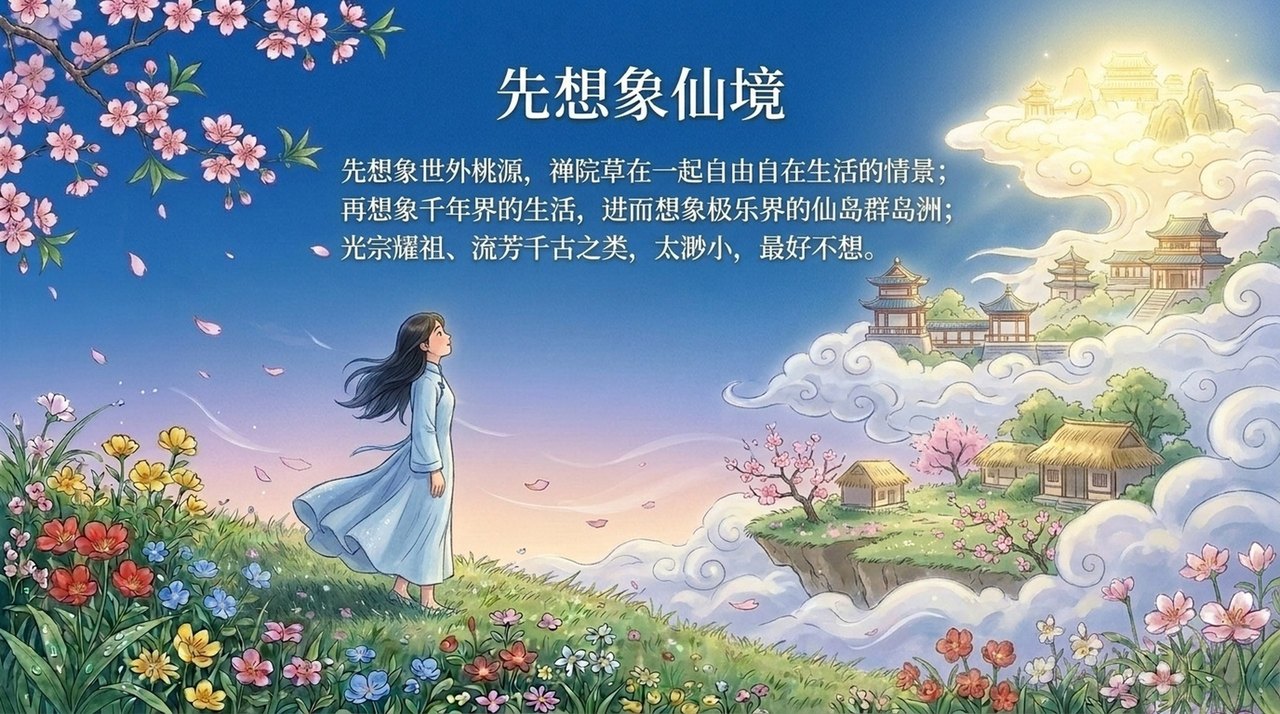 先想象仙境
先想象世外桃源，禅院草在一起自由自在生活的情景；
再想象千年界的生活，进而想象极乐界的仙岛群岛洲；
光宗耀祖、流芳千古之类，太渺小，最好不想。